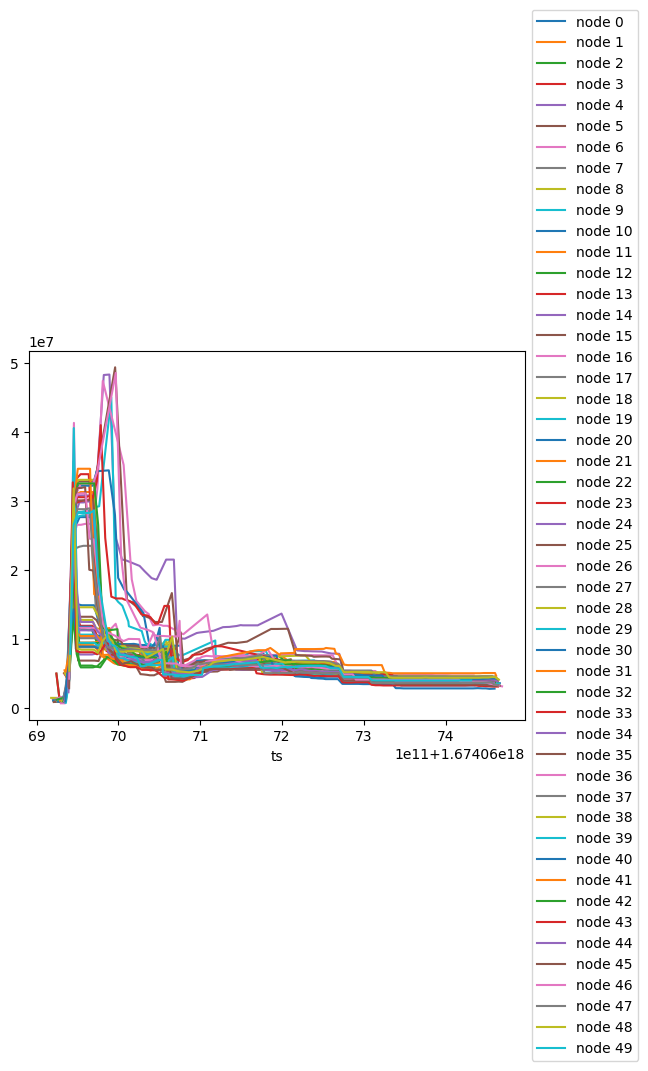 1e7
5
4
3
2
1
0
69 70 71 72 73 74
1e11+1.67406e18
ts
node 0
node 1
node 2
node 3
node 4
node 5
node 6
node 7
node 8
node 9
node 10
node 11
node 12
node 13
node 14
node 15
node 16
node 17
node 18
node 19
node 20
node 21
node 22
node 23
node 24
node 25
node 26
node 27
node 28
node 29
node 30
node 31
node 32
node 33
node 34
node 35
node 36
node 37
node 38
node 39
node 40
node 41
node 42
node 43
node 44
node 45
node 46
node 47
node 48
node 49